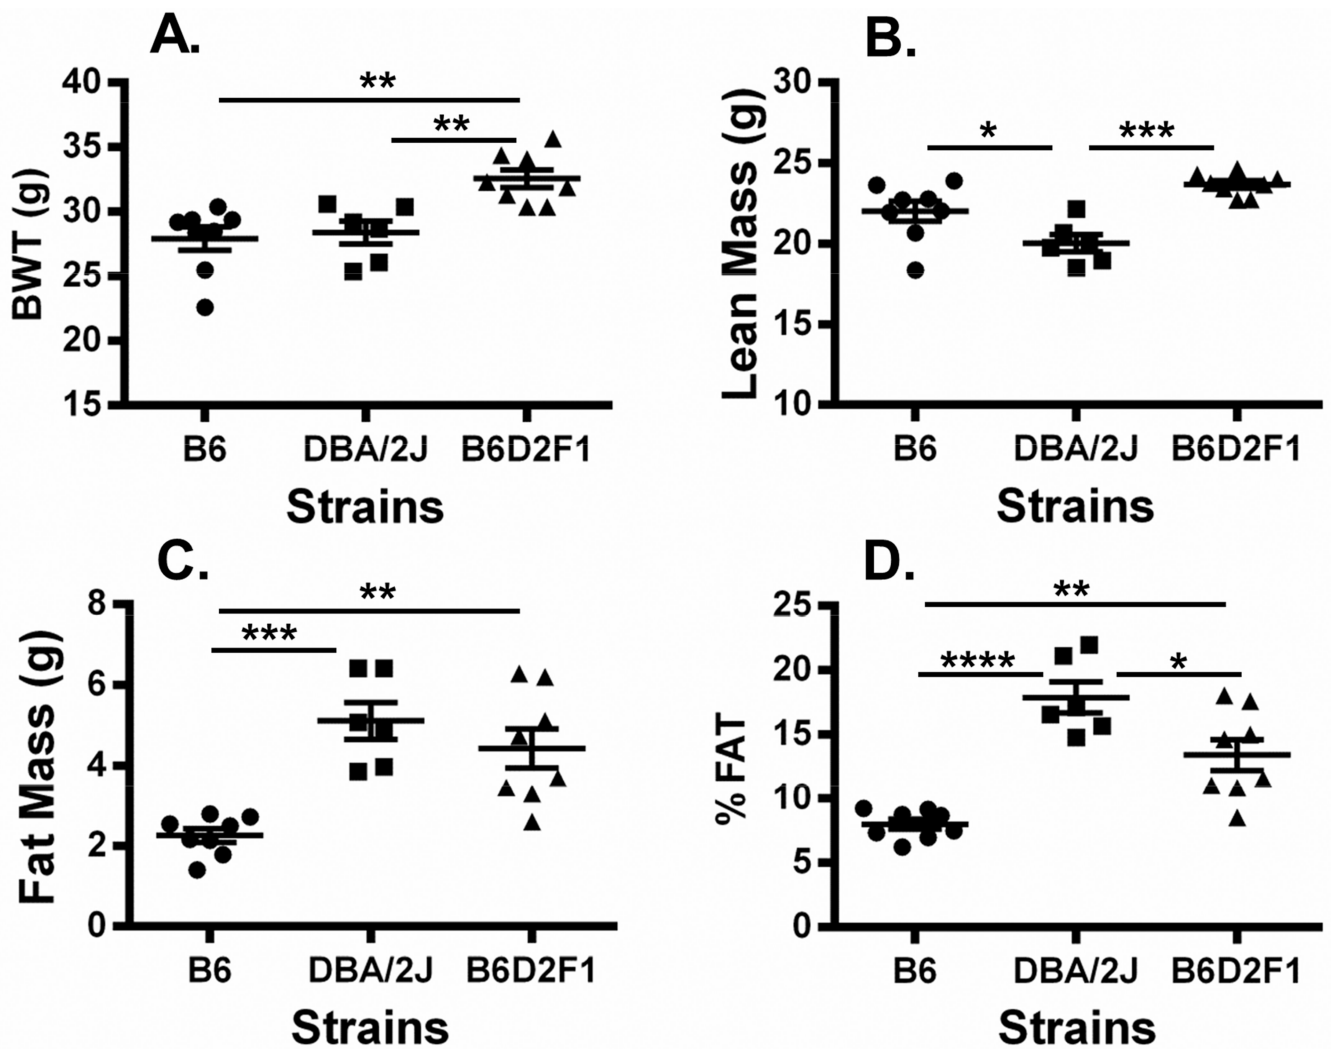 A.
BWT (g)
40
35
30
25
20
15
**
**
B6 DBA/2J B6D2F1
Strains
B.
Lean Mass (g)
30
25
20
15
10
* ***
B6 DBA/2J B6D2F1
Strains
C.
Fat Mass (g)
8
6
4
2
0
**
***
B6 DBA/2J B6D2F1
Strains
D.
% FAT
25
20
15
10
5
0
**
**** *
B6 DBA/2J B6D2F1
Strains